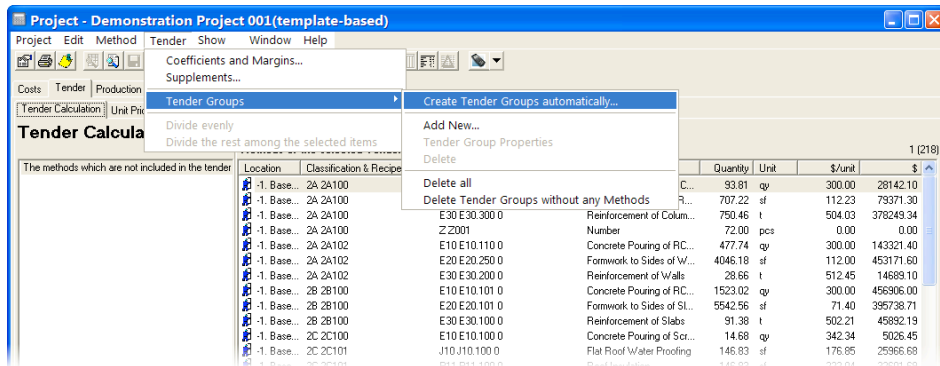 Project - Demonstration Project 001(template-based)
Project Edit Method Tender Show Window Help
Coefficients and Margins...
Supplements...
Tender Groups
Divide evenly
Divide the rest among the selected items
Create Tender Groups automatically...
Add New...
Tender Group Properties
Delete
Delete all
Delete Tender Groups without any Methods
Costs Tender Production
Tender Calculation Unit Pric
Tender Calcula
1 (218)
The methods which are not included in the tender
Location Classification & Recipe Quantity Unit $/unit $
-1. Base... 2A 2A100 C... 93.81 qy 300.00 28142.10
-1. Base... 2A 2A100 R... 707.22 sf 112.23 79371.30
-1. Base... 2A 2A100 E30 E30.300 0 Reinforcement of Colum... 750.46 t 504.03 378249.34
-1. Base... 2A 2A100 Z Z001 Number 72.00 pcs 0.00 0.00
-1. Base... 2A 2A102 E10 E10.110 0 Concrete Pouring of RC... 477.74 qy 300.00 143321.40
-1. Base... 2A 2A102 E20 E20.250 0 Formwork to Sides of W... 4046.18 sf 112.00 453171.60
-1. Base... 2A 2A102 E30 E30.200 0 Reinforcement of Walls 28.66 t 512.45 14689.10
-1. Base... 2B 2B100 E10 E10.101 0 Concrete Pouring of RC... 1523.02 qy 300.00 456906.00
-1. Base... 2B 2B100 E20 E20.101 0 Formwork to Sides of Sl... 5542.56 sf 71.40 395738.71
-1. Base... 2B 2B100 E30 E30.100 0 Reinforcement of Slabs 91.38 t 502.21 45892.19
-1. Base... 2C 2C100 E10 E10.100 0 Concrete Pouring of Scr... 14.68 qy 342.34 5026.45
-1. Base... 2C 2C101 J10 J10.100 0 Flat Roof Water Proofing 146.83 sf 176.85 25966.68